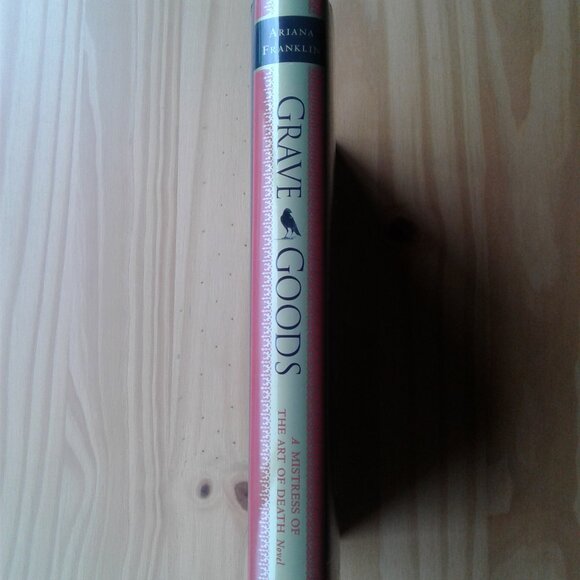 ARIANA
FRANKLIN
GRAVE GOODS
A MISTRESS OF
THE ART OF DEATH Novel